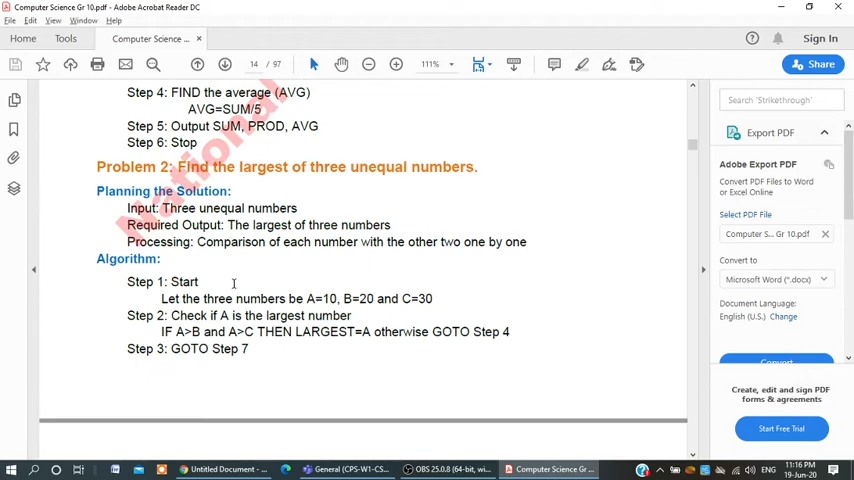 Computer Science Gr 10.pdf - Adobe Acrobat Reader DC
File Edit View Window Help
Home Tools Computer Science ... × Sign In
14 / 97 111% Share
Step 4: FIND the average (AVG)
AVG=SUM/5
Step 5: Output SUM, PROD, AVG
Step 6: Stop
Problem 2: Find the largest of three unequal numbers.
Planning the Solution:
Input: Three unequal numbers
Required Output: The largest of three numbers
Processing: Comparison of each number with the other two one by one
Algorithm:
Step 1: Start
Let the three numbers be A=10, B=20 and C=30
Step 2: Check if A is the largest number
IF A>B and A>C THEN LARGEST=A otherwise GOTO Step 4
Step 3: GOTO Step 7
National
Search 'Strikethrough'
Export PDF
Adobe Export PDF
Convert PDF Files to Word
or Excel Online
Select PDF File
Computer S... Gr 10.pdf
Convert to
Microsoft Word (*.docx)
Document Language:
English (U.S.) Change
Convert
Create, edit and sign PDF
forms & agreements
Start Free Trial
Untitled Document - ...
General (CPS-W1-CS...
OBS 25.0.8 (64-bit, wi...
Computer Science Gr...
ENG
11:16 PM
19-Jun-20